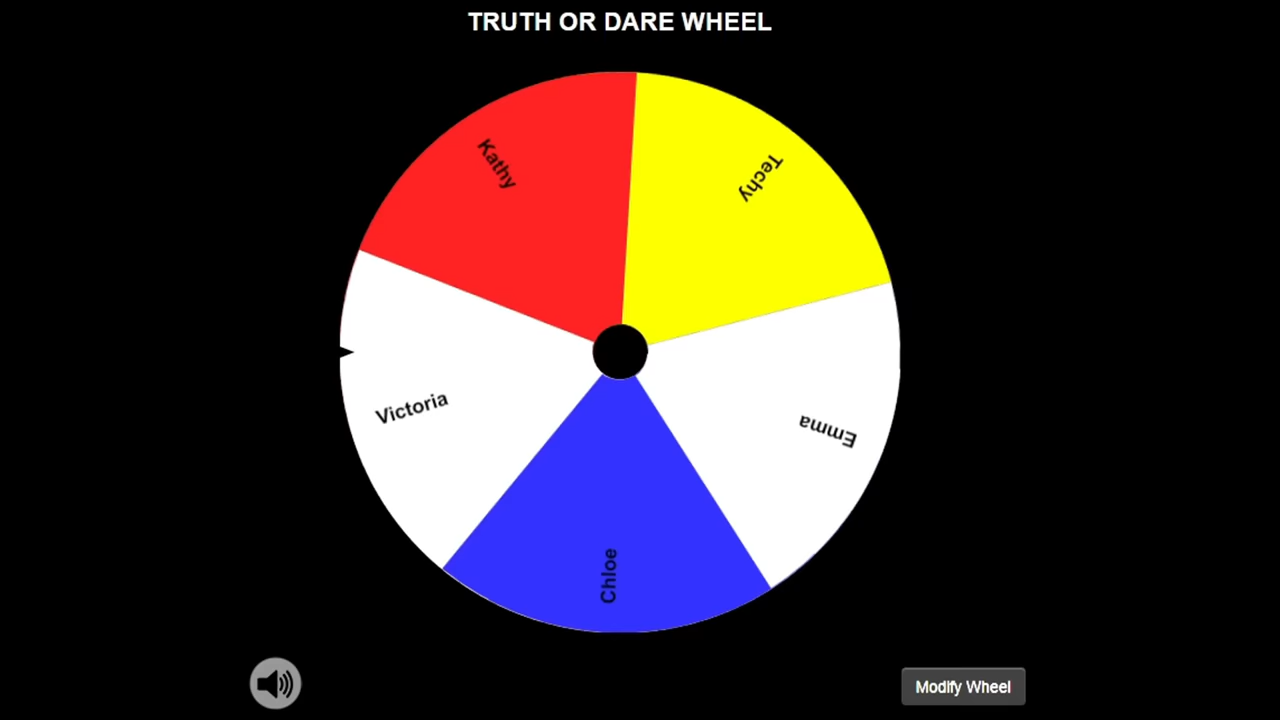 TRUTH OR DARE WHEEL
Kathy
Techy
Victoria
Emma
Chloe
Modify Wheel